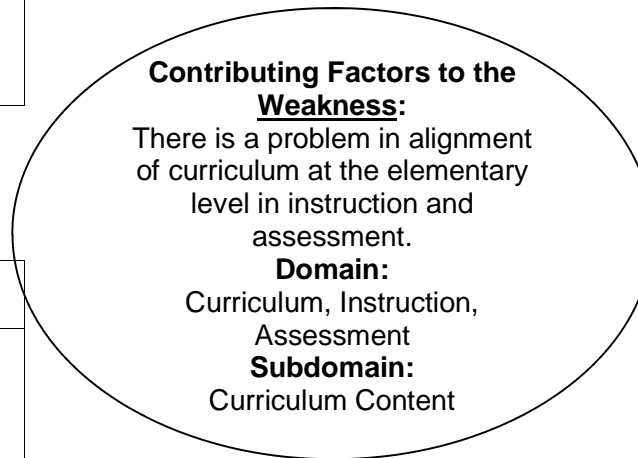 Contributing Factors to the
Weakness:
There is a problem in alignment
of curriculum at the elementary
level in instruction and
assessment.
Domain:
Curriculum, Instruction,
Assessment
Subdomain:
Curriculum Content